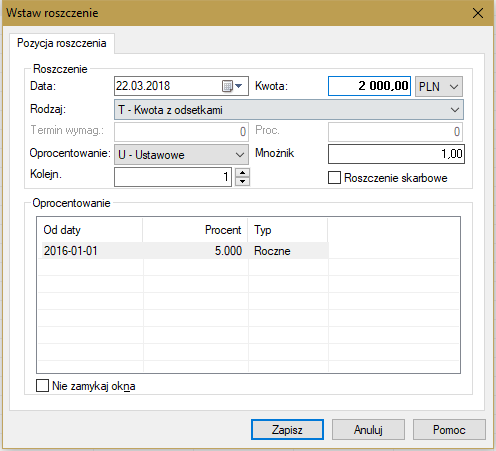 Wstaw roszczenie
Pozycja roszczenia
Roszczenie
Data: 22.03.2018 Kwota: 2 000,00 PLN
Rodzaj: T - Kwota z odsetkami
Termin wymag.: 0 Proc. 0
Oprocentowanie: U - Ustawowe Mnożnik 1,00
Kolejn. 1 Roszczenie skarbowe
Oprocentowanie
Od daty Procent Typ
2016-01-01 5.000 Roczne
Nie zamykaj okna
Zapisz Anuluj Pomoc